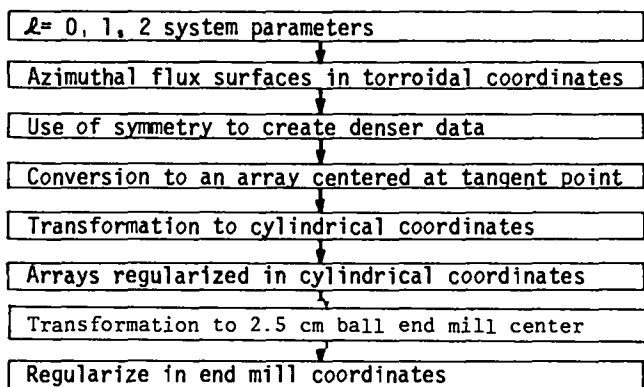 ℓ= 0, 1, 2 system parameters
Azimuthal flux surfaces in torroidal coordinates
Use of symmetry to create denser data
Conversion to an array centered at tangent point
Transformation to cylindrical coordinates
Arrays regularized in cylindrical coordinates
Transformation to 2.5 cm ball end mill center
Regularize in end mill coordinates